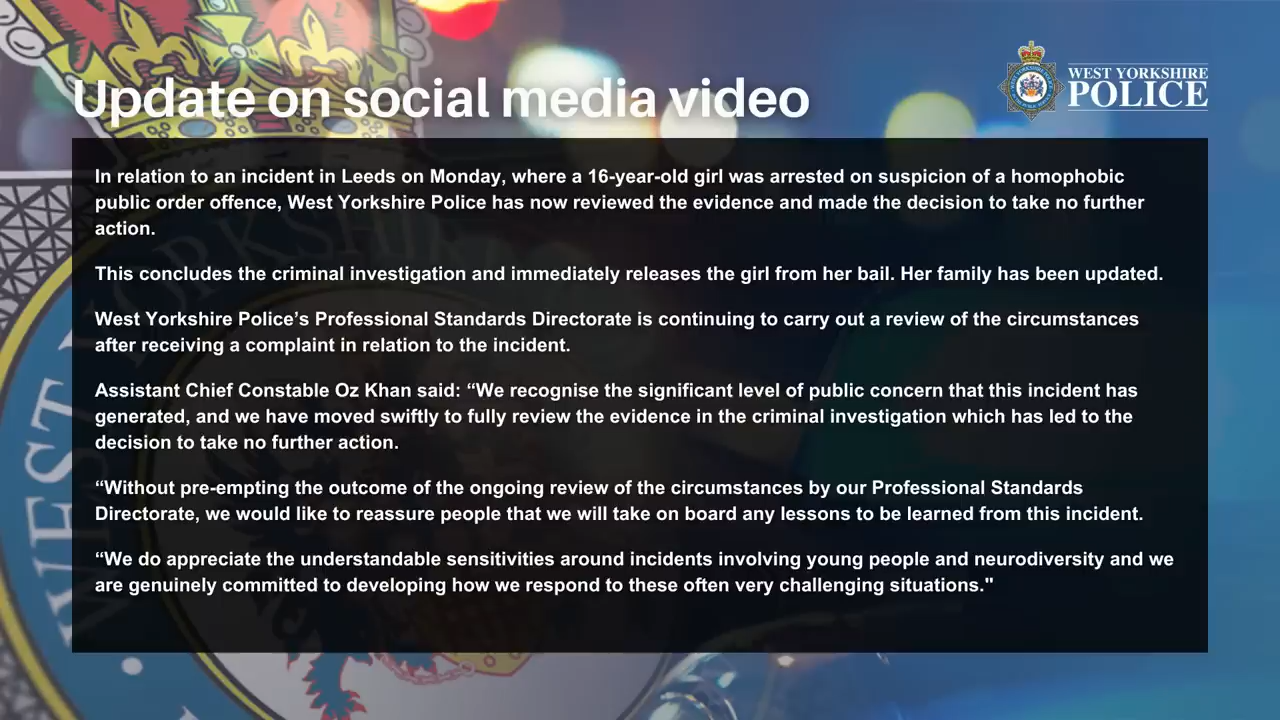 Update on social media video
WEST YORKSHIRE
POLICE
In relation to an incident in Leeds on Monday, where a 16-year-old girl was arrested on suspicion of a homophobic
public order offence, West Yorkshire Police has now reviewed the evidence and made the decision to take no further
action.
This concludes the criminal investigation and immediately releases the girl from her bail. Her family has been updated.
West Yorkshire Police’s Professional Standards Directorate is continuing to carry out a review of the circumstances
after receiving a complaint in relation to the incident.
Assistant Chief Constable Oz Khan said: “We recognise the significant level of public concern that this incident has
generated, and we have moved swiftly to fully review the evidence in the criminal investigation which has led to the
decision to take no further action.
“Without pre-empting the outcome of the ongoing review of the circumstances by our Professional Standards
Directorate, we would like to reassure people that we will take on board any lessons to be learned from this incident.
“We do appreciate the understandable sensitivities around incidents involving young people and neurodiversity and we
are genuinely committed to developing how we respond to these often very challenging situations."
WEST YORKSHIRE